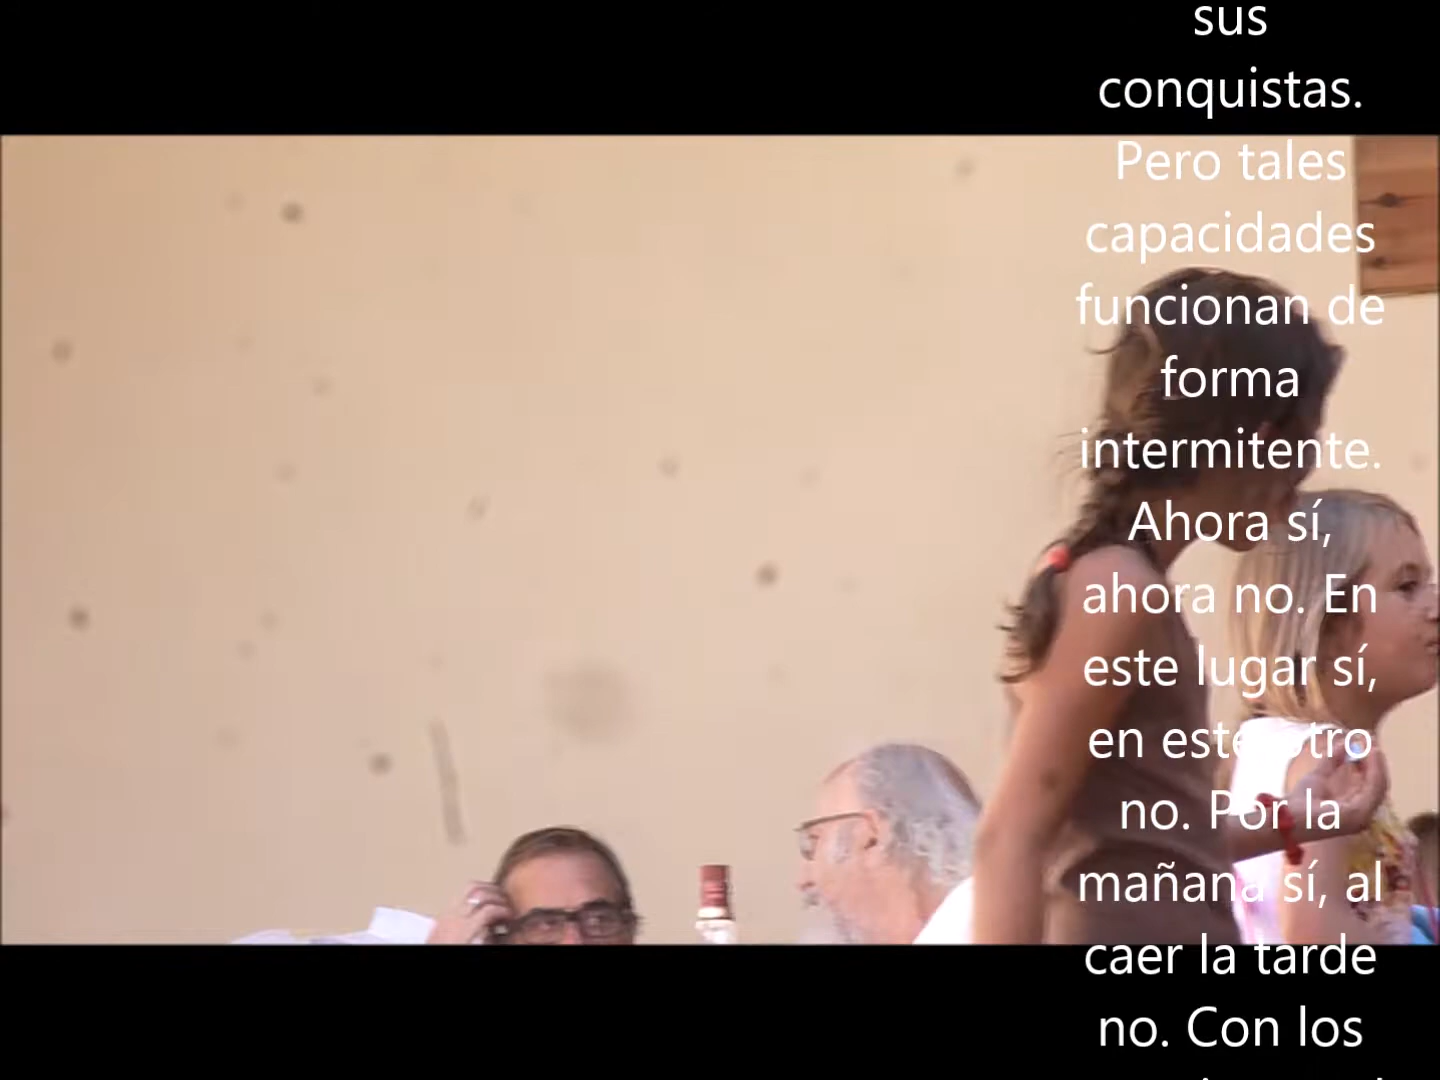 sus
conquistas.
Pero tales
capacidades
funcionan de
forma
intermitente.
Ahora sí,
ahora no. En
este lugar sí,
en este otro
no. Por la
mañana sí, al
caer la tarde
no. Con los